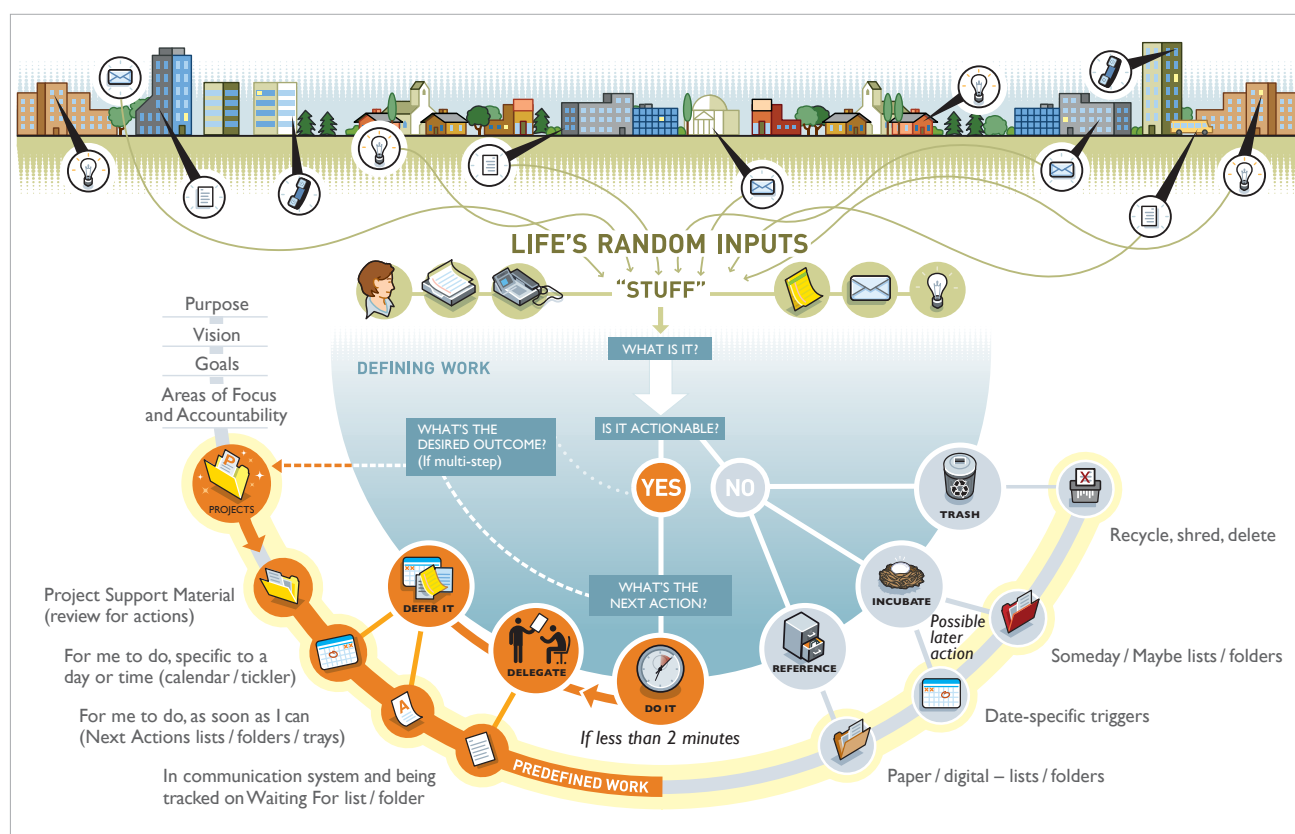 LIFE'S RANDOM INPUTS
"STUFF"
Purpose
Vision
Goals
Areas of Focus
and Accountability
WHAT IS IT?
DEFINING WORK
WHAT'S THE
DESIRED OUTCOME?
(If multi-step)
IS IT ACTIONABLE?
YES
NO
P
PROJECTS
TRASH
X
Recycle, shred, delete
Project Support Material
(review for actions)
DEFER IT
WHAT'S THE
NEXT ACTION?
INCUBATE
Possible
later
action
Someday / Maybe lists / folders
For me to do, specific to a
day or time (calendar / tickler)
DELEGATE
DO IT
REFERENCE
Date-specific triggers
For me to do, as soon as I can
(Next Actions lists / folders / trays)
A
If less than 2 minutes
Paper / digital – lists / folders
In communication system and being
tracked on Waiting For list / folder
PREDEFINED WORK